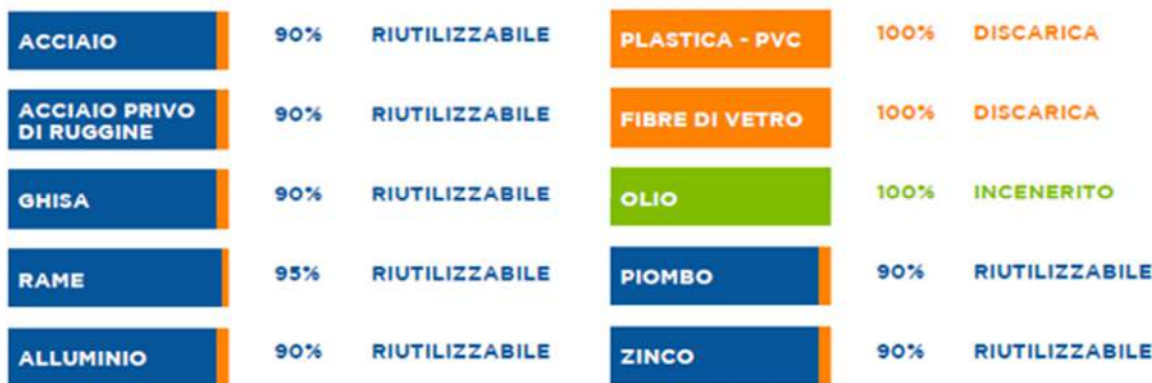 ACCIAIO 90% RIUTILIZZABILE
ACCIAIO PRIVO
DI RUGGINE 90% RIUTILIZZABILE
GHISA 90% RIUTILIZZABILE
RAME 95% RIUTILIZZABILE
ALLUMINIO 90% RIUTILIZZABILE
PLASTICA - PVC 100% DISCARICA
FIBRE DI VETRO 100% DISCARICA
OLIO 100% INCENERITO
PIOMBO 90% RIUTILIZZABILE
ZINCO 90% RIUTILIZZABILE